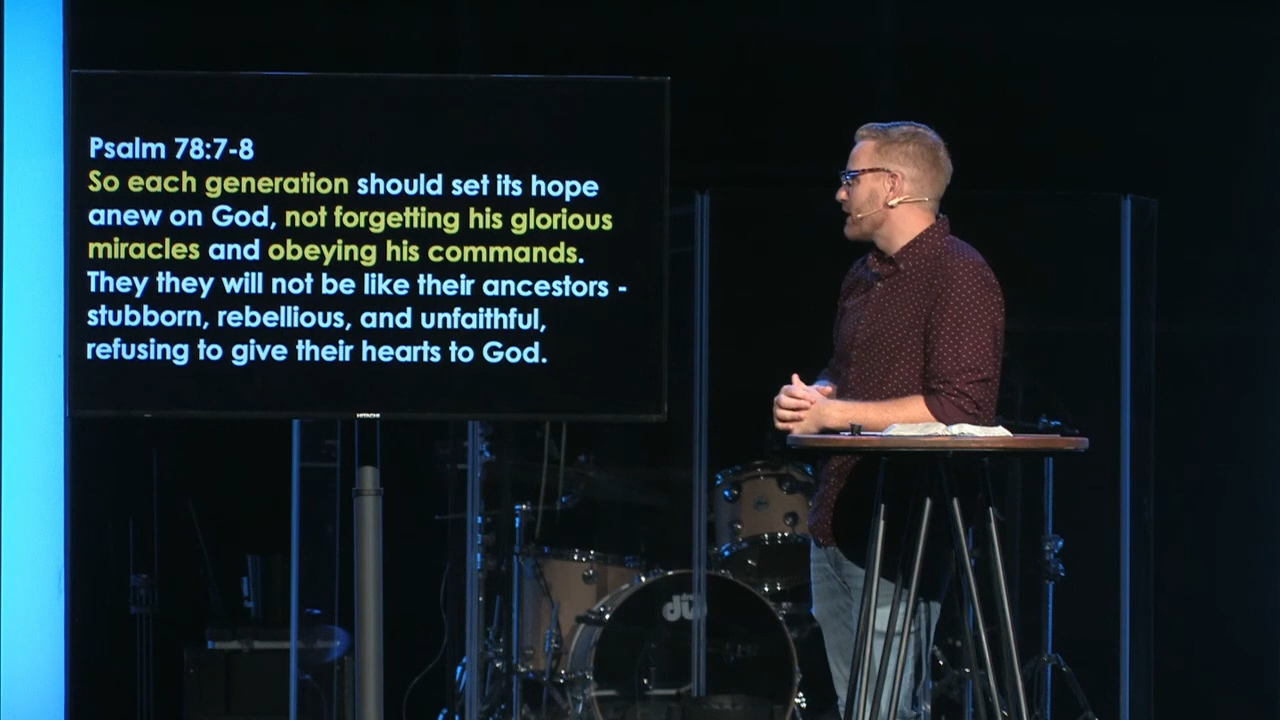 Psalm 78:7-8
So each generation should set its hope
anew on God, not forgetting his glorious
miracles and obeying his commands.
They they will not be like their ancestors -
stubborn, rebellious, and unfaithful,
refusing to give their hearts to God.
HITACHI
dw